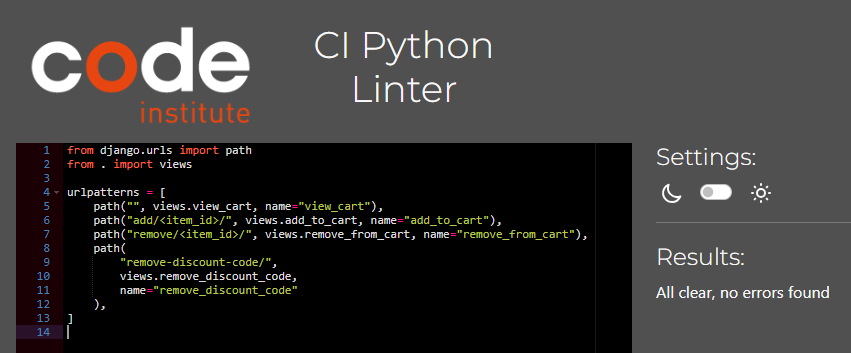 code
institute
CI Python
Linter
1 from django.urls import path
2 from . import views
3
4 urlpatterns = [
5     path("", views.view_cart, name="view_cart"),
6     path("add/<item_id>/", views.add_to_cart, name="add_to_cart"),
7     path("remove/<item_id>/", views.remove_from_cart, name="remove_from_cart"),
8     path(
9         "remove-discount-code/",
10         views.remove_discount_code,
11         name="remove_discount_code"
12     ),
13 ]
14
Settings:
Results:
All clear, no errors found